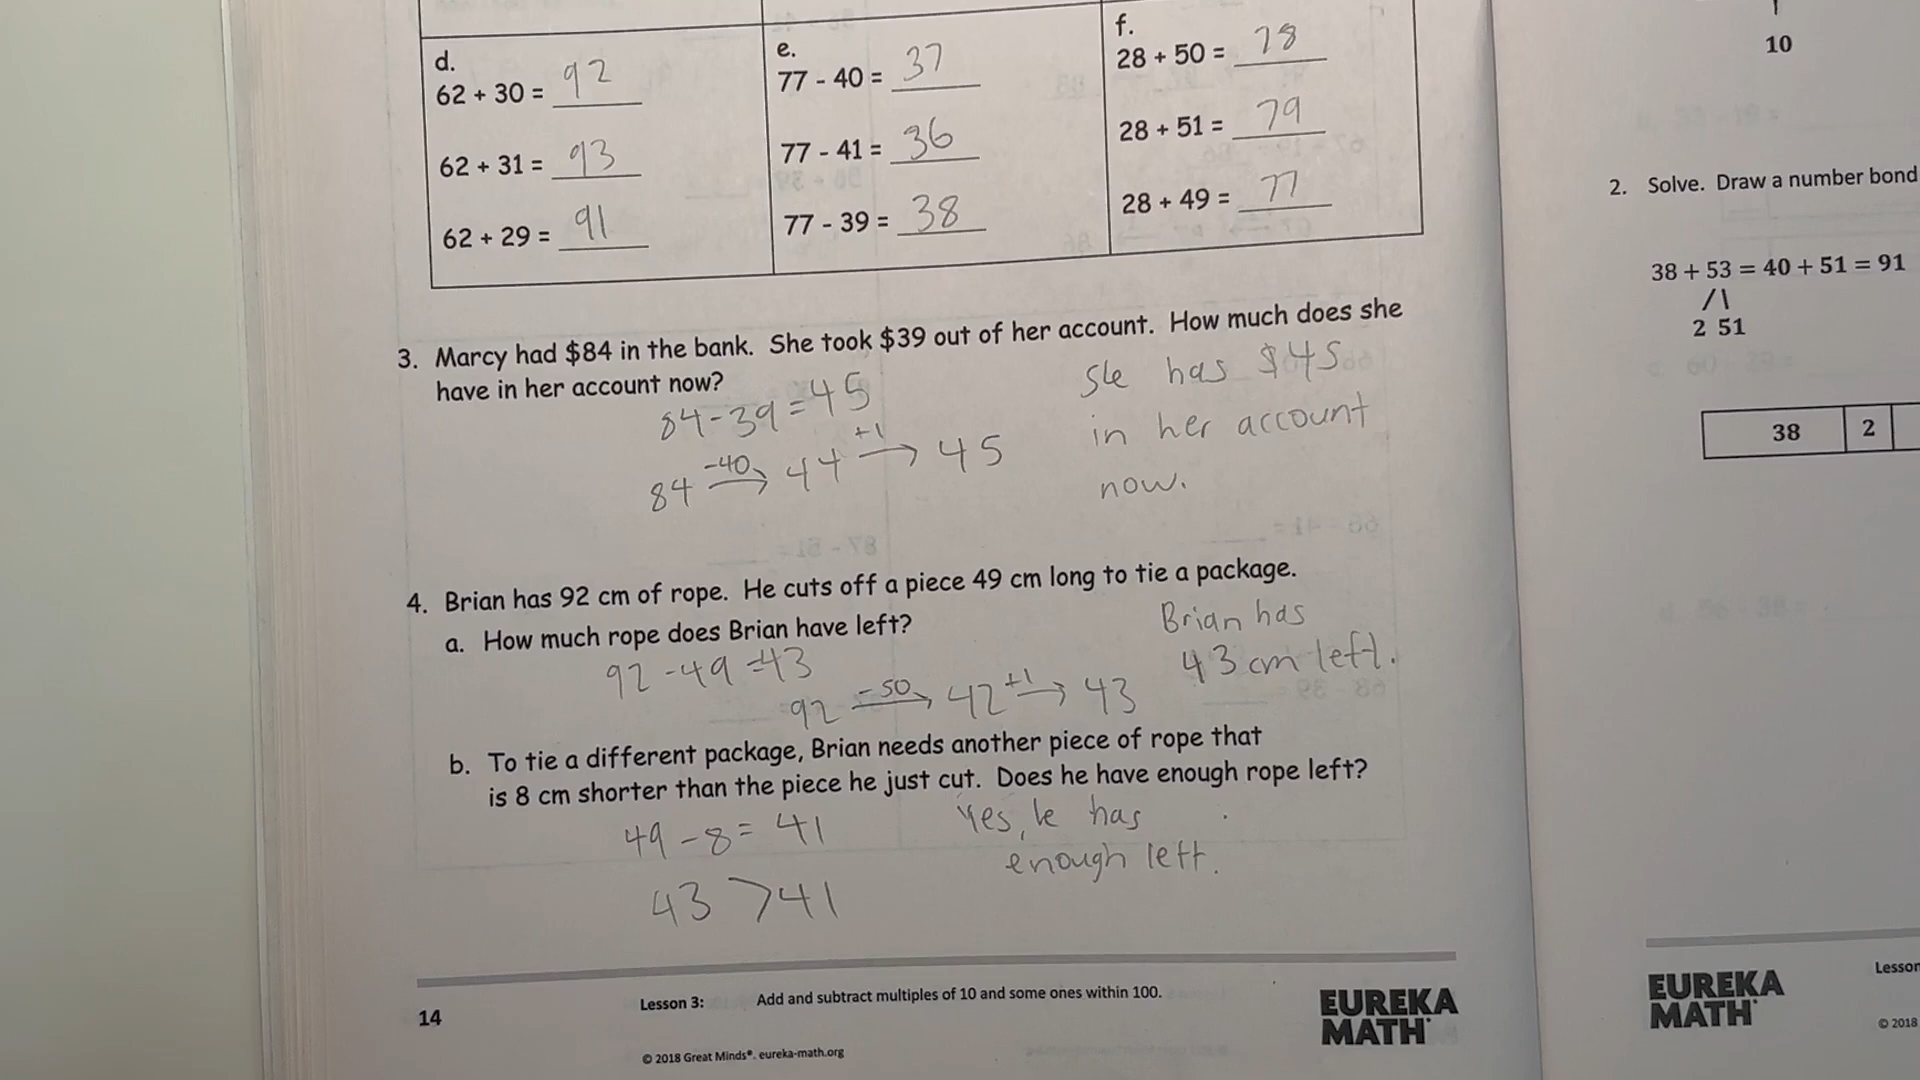 d.
62 + 30 = 92
62 + 31 = 93
62 + 29 = 91
e.
77 - 40 = 37
77 - 41 = 36
77 - 39 = 38
f.
28 + 50 = 78
28 + 51 = 79
28 + 49 = 77
3. Marcy had $84 in the bank. She took $39 out of her account. How much does she
have in her account now?
84-39=45
84 -40→ 44 +1→ 45
She has $45
in her account
now.
4. Brian has 92 cm of rope. He cuts off a piece 49 cm long to tie a package.
a. How much rope does Brian have left?
92-49=43
92 -50→ 42 +1→ 43
Brian has
43 cm left.
b. To tie a different package, Brian needs another piece of rope that
is 8 cm shorter than the piece he just cut. Does he have enough rope left?
49-8=41
43 >41
Yes, he has
enough left.
14
Lesson 3: Add and subtract multiples of 10 and some ones within 100.
© 2018 Great Minds®. eureka-math.org
EUREKA
MATH
10
2. Solve. Draw a number bond
38 + 53 = 40 + 51 = 91
/\
2 51
38 2
EUREKA
MATH
Lesson
© 2018